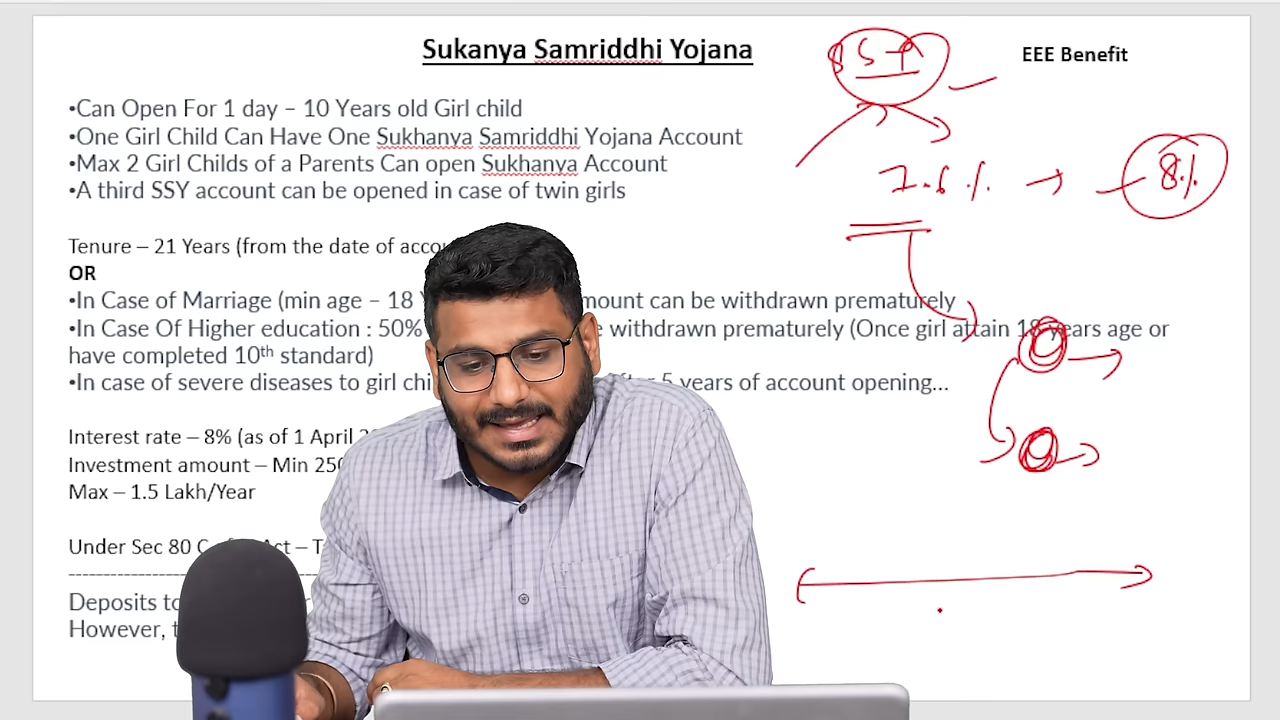 Sukanya Samriddhi Yojana
EEE Benefit
•Can Open For 1 day – 10 Years old Girl child
•One Girl Child Can Have One Sukhanya Samriddhi Yojana Account
•Max 2 Girl Childs of a Parents Can open Sukhanya Account
•A third SSY account can be opened in case of twin girls
7.6% → 8%
Tenure – 21 Years (from the date of
OR
•In Case of Marriage (min age – 18 mount can be withdrawn prematurely
•In Case Of Higher education : 50% withdrawn prematurely (Once girl attain 18 years age or
have completed 10th standard)
•In case of severe diseases to girl 5 years of account opening...
Interest rate – 8% (as of 1 April
Investment amount – Min
Max – 1.5 Lakh/Year
Under Sec 80 C Act –
Deposits
However,